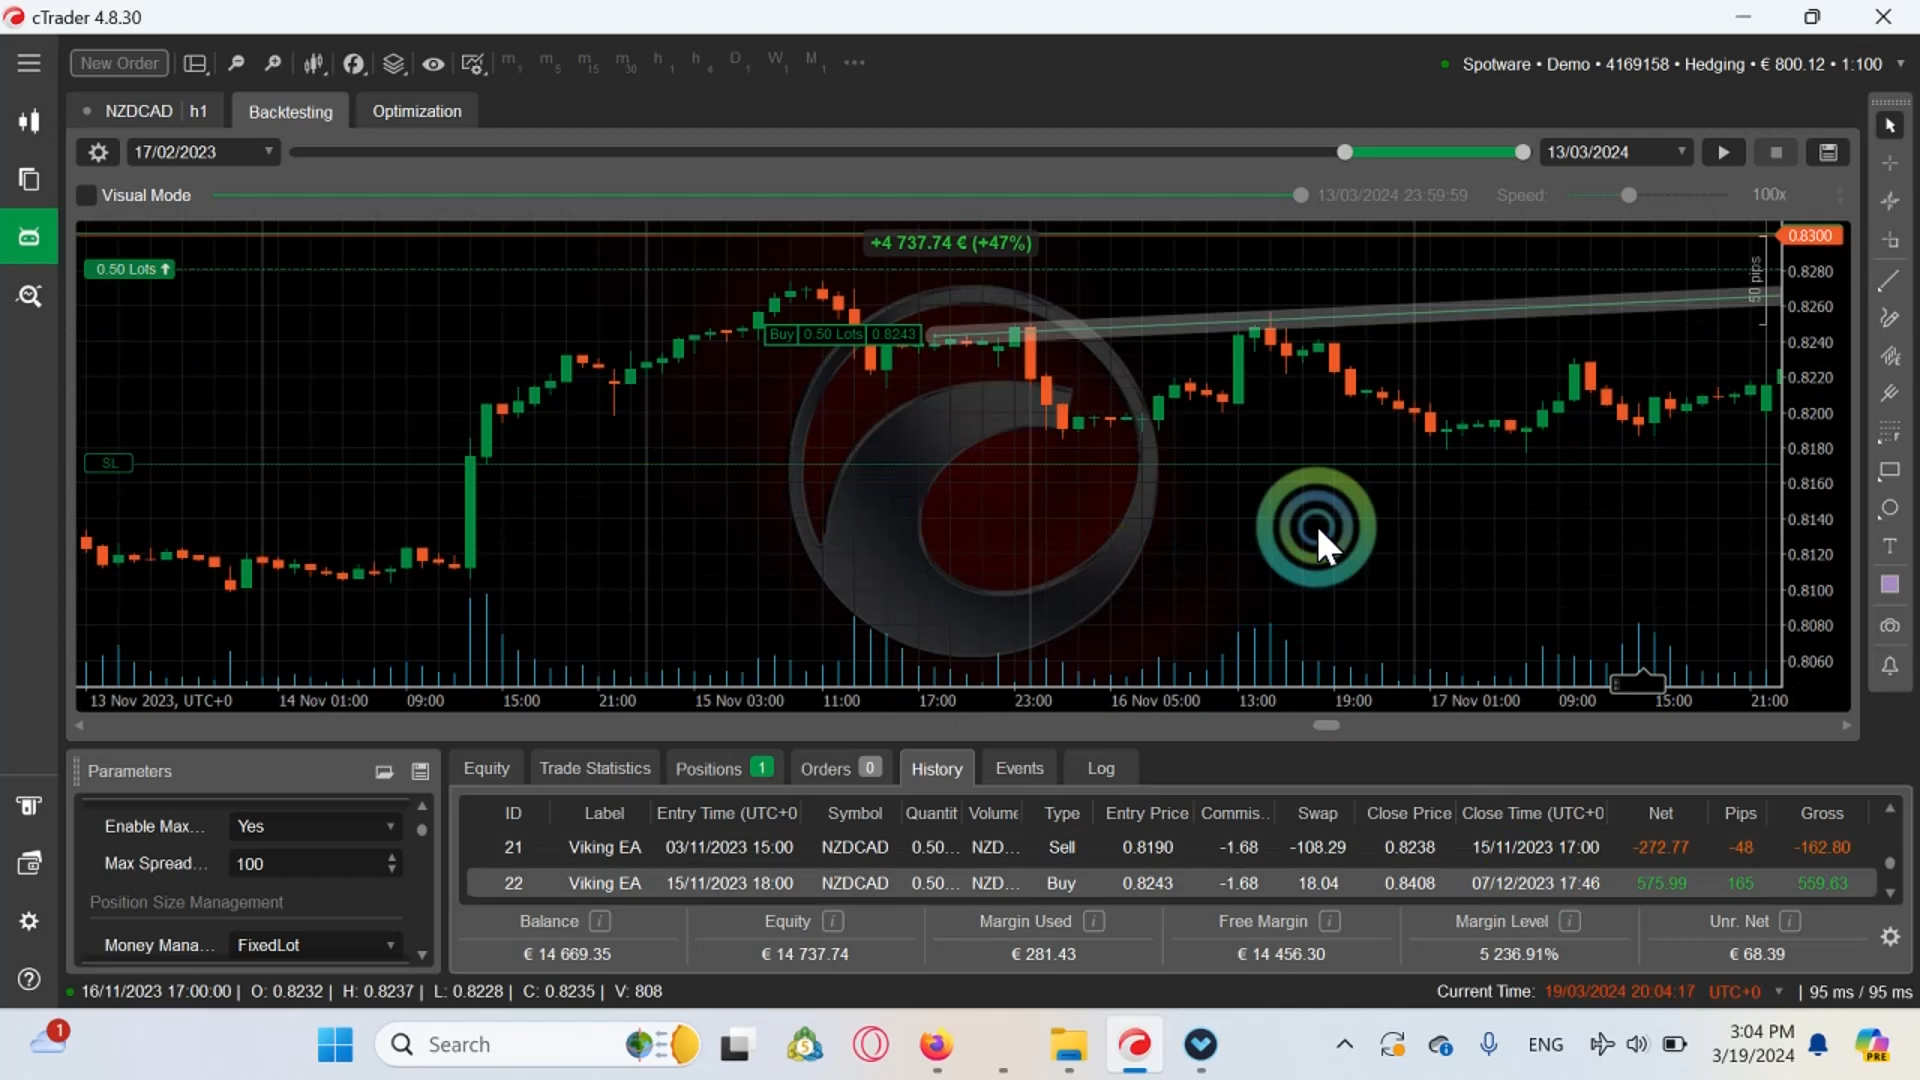 cTrader 4.8.30
New Order
m1 m5 m15 m30 h1 h4 D1 W1 M1
Spotware • Demo • 4169158 • Hedging • € 800.12 • 1:100
NZDCAD h1
Backtesting
Optimization
17/02/2023
13/03/2024
Visual Mode
13/03/2024 23:59:59
Speed:
100x
+4 737.74 € (+47%)
0.8300
0.50 Lots
50 pips
0.8280
0.8260
Buy 0.50 Lots 0.8243
0.8240
0.8220
0.8200
0.8180
SL
0.8160
0.8140
0.8120
0.8100
0.8080
0.8060
13 Nov 2023, UTC+0 14 Nov 01:00 09:00 15:00 21:00 15 Nov 03:00 11:00 17:00 23:00 16 Nov 05:00 13:00 19:00 17 Nov 01:00 09:00 15:00 21:00
Parameters
Enable Max... Yes
Max Spread... 100
Position Size Management
Money Mana... FixedLot
Equity Trade Statistics Positions 1 Orders 0 History Events Log
ID Label Entry Time (UTC+0 Symbol Quantit Volume Type Entry Price Commis.. Swap Close Price Close Time (UTC+0 Net Pips Gross
21 Viking EA 03/11/2023 15:00 NZDCAD 0.50... NZD... Sell 0.8190 -1.68 -108.29 0.8238 15/11/2023 17:00 -272.77 -48 -162.80
22 Viking EA 15/11/2023 18:00 NZDCAD 0.50... NZD... Buy 0.8243 -1.68 18.04 0.8408 07/12/2023 17:46 575.99 165 559.63
Balance Equity Margin Used Free Margin Margin Level Unr. Net
€ 14 669.35 € 14 737.74 € 281.43 € 14 456.30 5 236.91% € 68.39
16/11/2023 17:00:00 | O: 0.8232 | H: 0.8237 | L: 0.8228 | C: 0.8235 | V: 808
Current Time: 19/03/2024 20:04:17 UTC+0 | 95 ms / 95 ms
1
Search
5
ENG
3:04 PM
3/19/2024
PRE